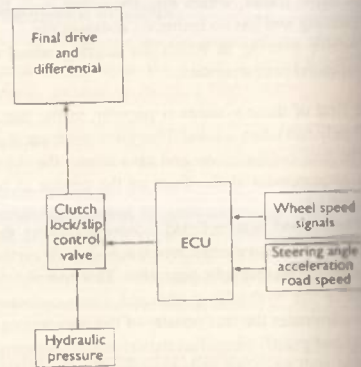 Final drive
and
differential
Clutch
lock/slip
control
valve
ECU
Wheel speed
signals
Steering angle
acceleration
road speed
Hydraulic
pressure